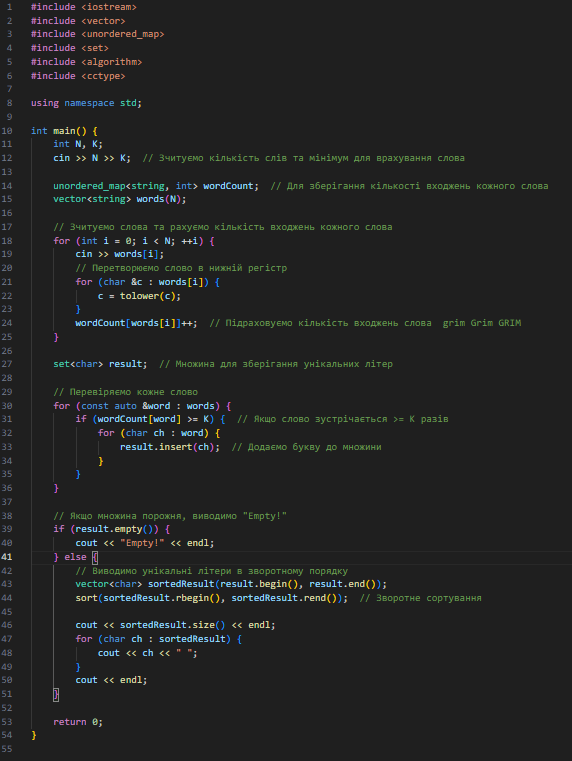 1 #include <iostream>
2 #include <vector>
3 #include <unordered_map>
4 #include <set>
5 #include <algorithm>
6 #include <cctype>
7
8 using namespace std;
9
10 int main() {
11     int N, K;
12     cin >> N >> K;  // Зчитуємо кількість слів та мінімум для врахування слова
13
14     unordered_map<string, int> wordCount;  // Для зберігання кількості входжень кожного слова
15     vector<string> words(N);
16
17     // Зчитуємо слова та рахуємо кількість входжень кожного слова
18     for (int i = 0; i < N; ++i) {
19         cin >> words[i];
20         // Перетворюємо слово в нижній регістр
21         for (char &c : words[i]) {
22             c = tolower(c);
23         }
24         wordCount[words[i]]++;  // Підраховуємо кількість входжень слова  grim Grim GRIM
25     }
26
27     set<char> result;  // Множина для зберігання унікальних літер
28
29     // Перевіряємо кожне слово
30     for (const auto &word : words) {
31         if (wordCount[word] >= K) {  // Якщо слово зустрічається >= K разів
32             for (char ch : word) {
33                 result.insert(ch);  // Додаємо букву до множини
34             }
35         }
36     }
37
38     // Якщо множина порожня, виводимо "Empty!"
39     if (result.empty()) {
40         cout << "Empty!" << endl;
41     } else {
42         // Виводимо унікальні літери в зворотному порядку
43         vector<char> sortedResult(result.begin(), result.end());
44         sort(sortedResult.rbegin(), sortedResult.rend());  // Зворотне сортування
45
46         cout << sortedResult.size() << endl;
47         for (char ch : sortedResult) {
48             cout << ch << " ";
49         }
50         cout << endl;
51     }
52
53     return 0;
54 }
55